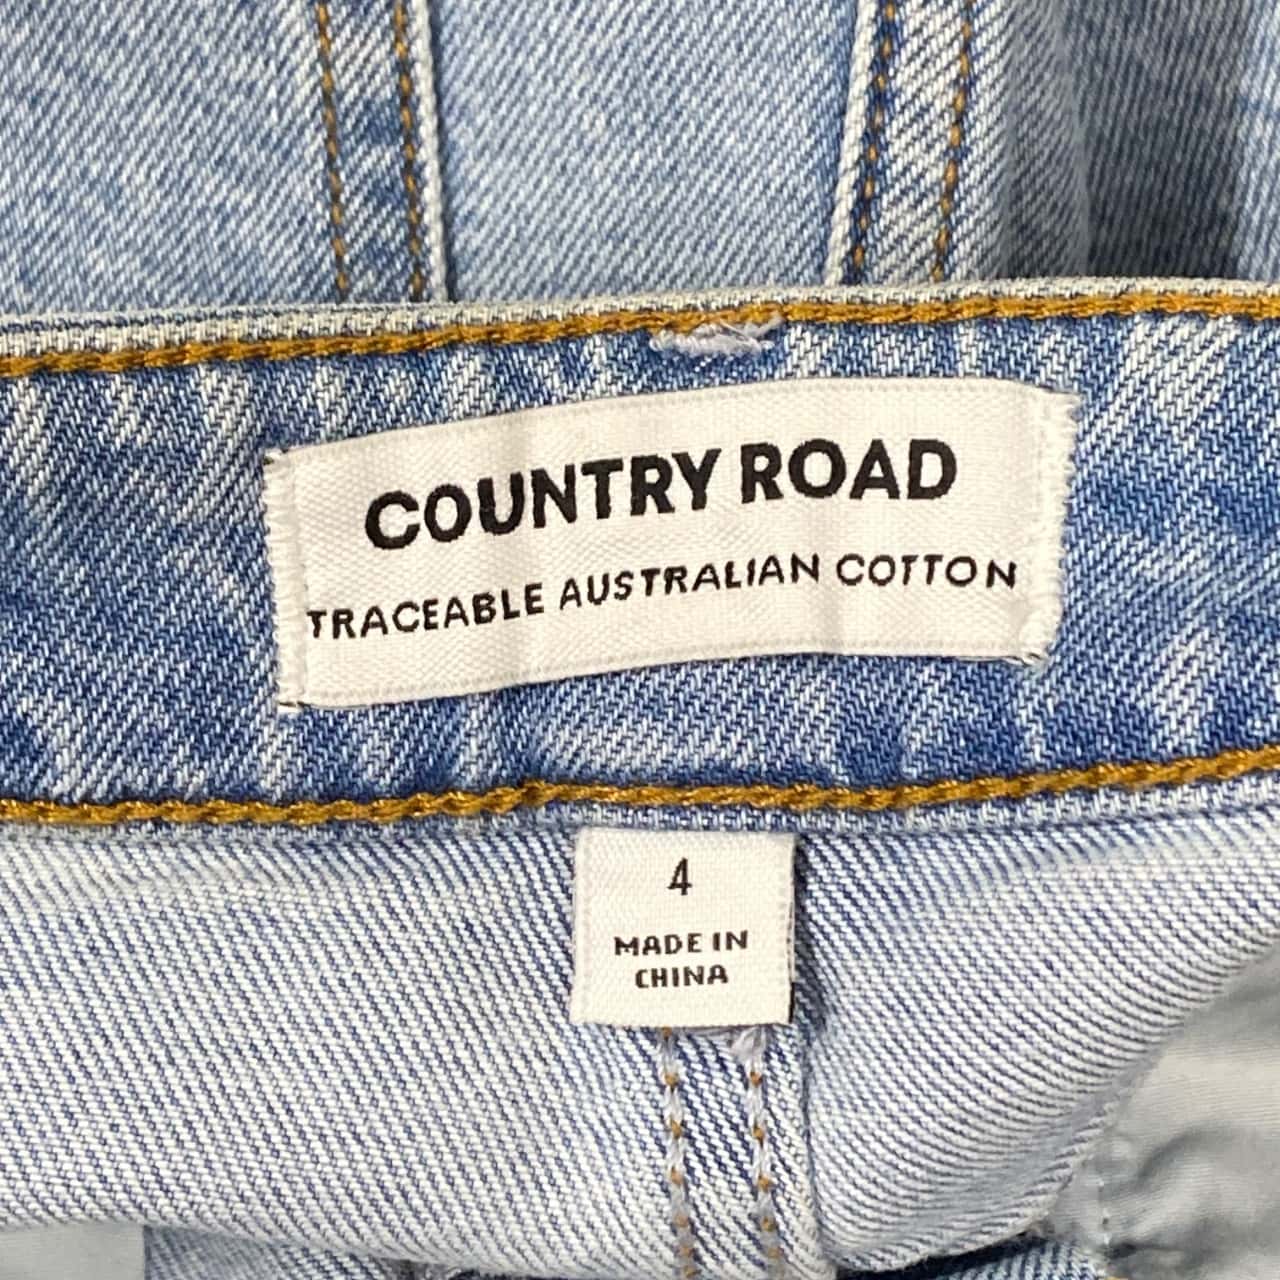 COUNTRY ROAD
TRACEABLE AUSTRALIAN COTTON
4
MADE IN
CHINA